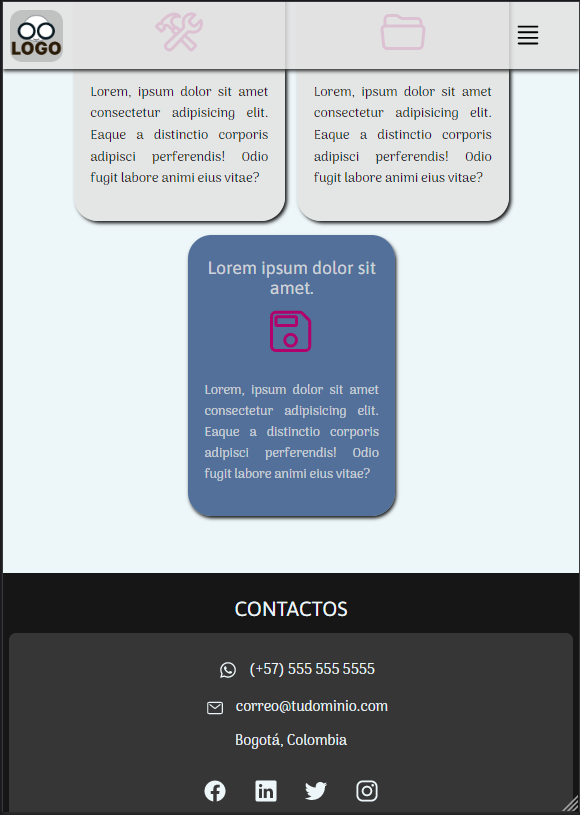 LOGO
Lorem, ipsum dolor sit amet
consectetur adipisicing elit.
Eaque a distinctio corporis
adipisci perferendis! Odio
fugit labore animi eius vitae?
Lorem, ipsum dolor sit amet
consectetur adipisicing elit.
Eaque a distinctio corporis
adipisci perferendis! Odio
fugit labore animi eius vitae?
Lorem ipsum dolor sit
amet.
Lorem, ipsum dolor sit amet
consectetur adipisicing elit.
Eaque a distinctio corporis
adipisci perferendis! Odio
fugit labore animi eius vitae?
CONTACTOS
(+57) 555 555 5555
correo@tudominio.com
Bogotá, Colombia